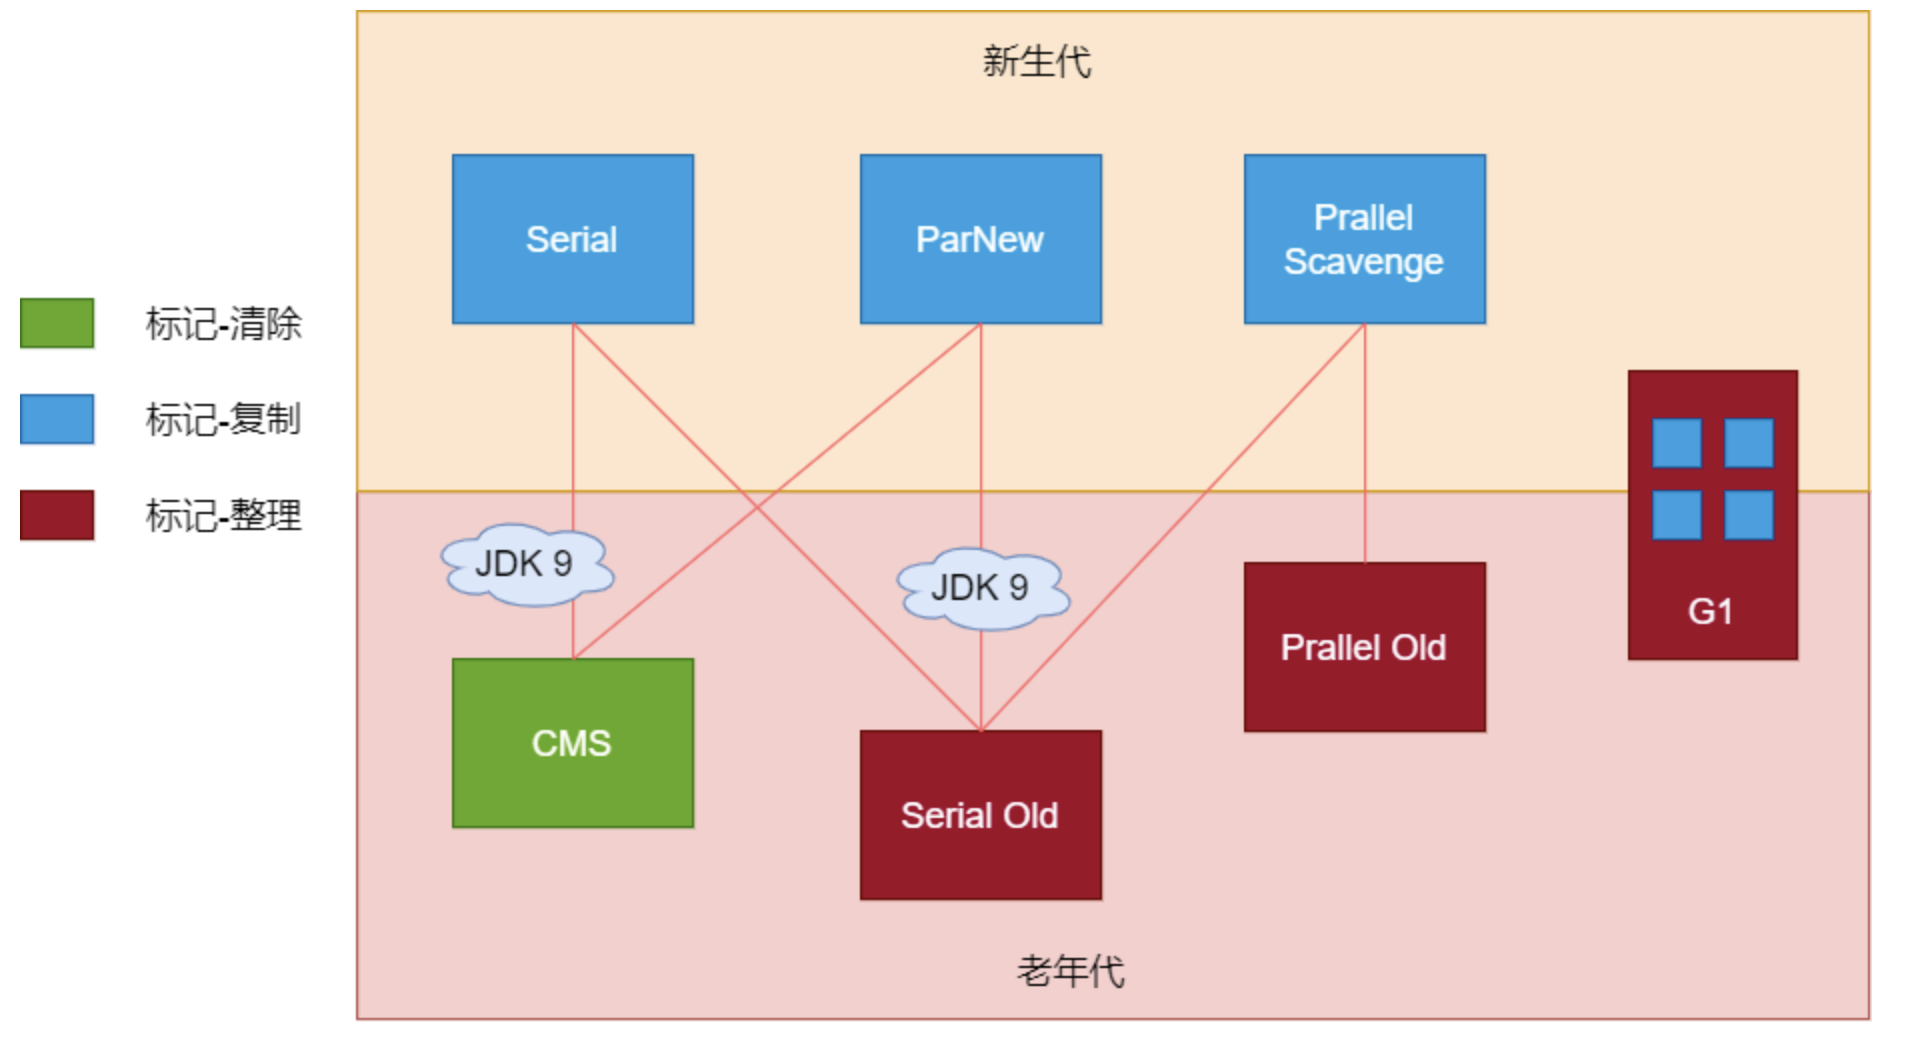 新生代
Serial
ParNew
Prallel
Scavenge
标记-清除
标记-复制
标记-整理
JDK 9
JDK 9
G1
Prallel Old
CMS
Serial Old
老年代